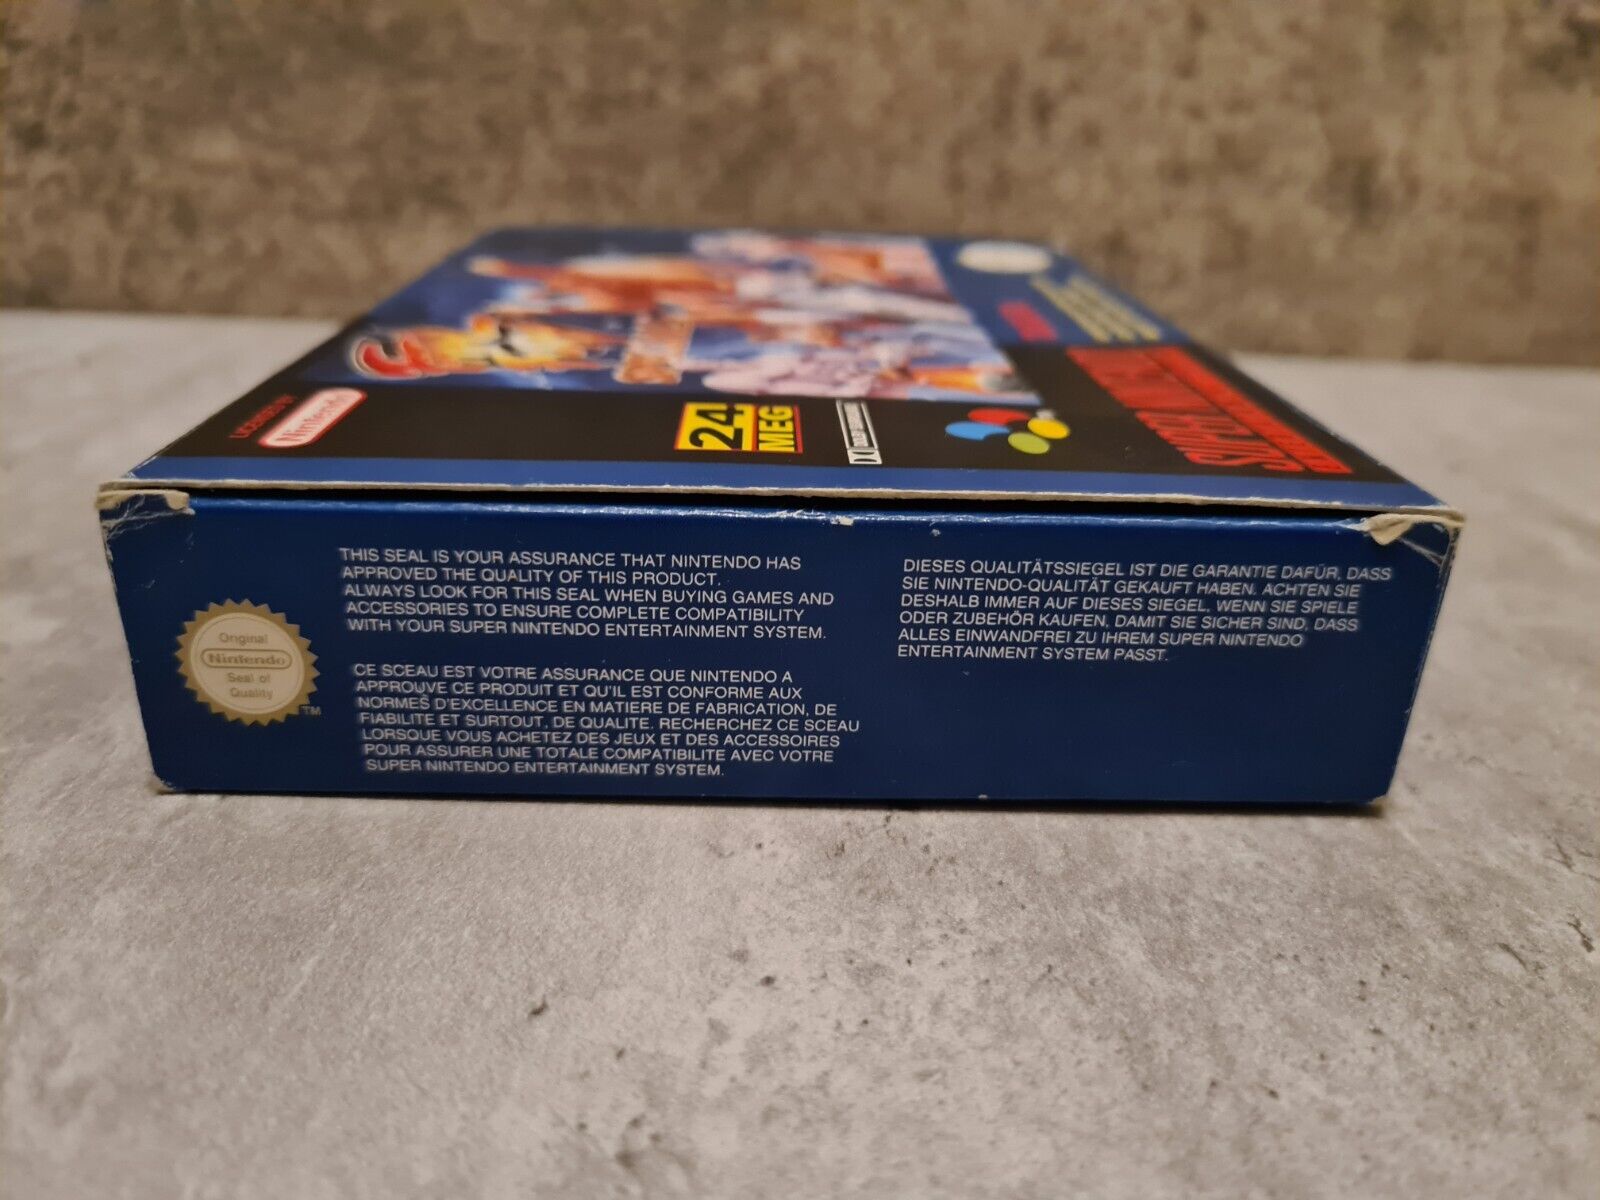 LICENSED BY
Nintendo
24
MEG
SUPER NINTENDO
Original
Nintendo
Seal of
Quality
TM
THIS SEAL IS YOUR ASSURANCE THAT NINTENDO HAS
APPROVED THE QUALITY OF THIS PRODUCT.
ALWAYS LOOK FOR THIS SEAL WHEN BUYING GAMES AND
ACCESSORIES TO ENSURE COMPLETE COMPATIBILITY
WITH YOUR SUPER NINTENDO ENTERTAINMENT SYSTEM.
CE SCEAU EST VOTRE ASSURANCE QUE NINTENDO A
APPROUVE CE PRODUIT ET QU'IL EST CONFORME AUX
NORMES D'EXCELLENCE EN MATIERE DE FABRICATION, DE
FIABILITE ET SURTOUT, DE QUALITE. RECHERCHEZ CE SCEAU
LORSQUE VOUS ACHETEZ DES JEUX ET DES ACCESSOIRES
POUR ASSURER UNE TOTALE COMPATIBILITE AVEC VOTRE
SUPER NINTENDO ENTERTAINMENT SYSTEM.
DIESES QUALITÄTSSIEGEL IST DIE GARANTIE DAFÜR, DASS
SIE NINTENDO-QUALITÄT GEKAUFT HABEN. ACHTEN SIE
DESHALB IMMER AUF DIESES SIEGEL, WENN SIE SPIELE
ODER ZUBEHÖR KAUFEN, DAMIT SIE SICHER SIND, DASS
ALLES EINWANDFREI ZU IHREM SUPER NINTENDO
ENTERTAINMENT SYSTEM PASST.